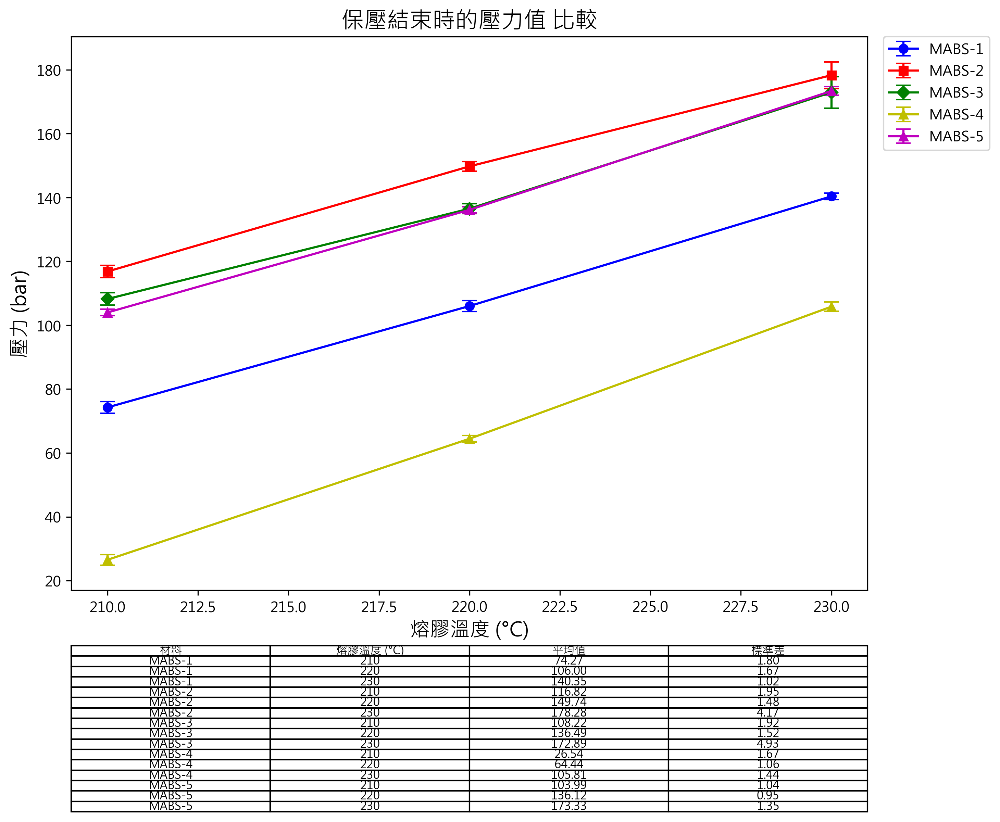 保壓結束時的壓力值 比較
壓力 (bar)
180
160
140
120
100
80
60
40
20
MABS-1
MABS-2
MABS-3
MABS-4
MABS-5
210.0 212.5 215.0 217.5 220.0 222.5 225.0 227.5 230.0
熔膠溫度 (°C)
材料 熔膠溫度 (°C) 平均值 標準差
MABS-1 210 74.27 1.80
MABS-1 220 106.00 1.67
MABS-1 230 140.35 1.02
MABS-2 210 116.82 1.95
MABS-2 220 149.74 1.48
MABS-2 230 178.28 4.17
MABS-3 210 108.22 1.92
MABS-3 220 136.49 1.52
MABS-3 230 172.89 4.93
MABS-4 210 26.54 1.67
MABS-4 220 64.44 1.06
MABS-4 230 105.81 1.44
MABS-5 210 103.99 1.04
MABS-5 220 136.12 0.95
MABS-5 230 173.33 1.35